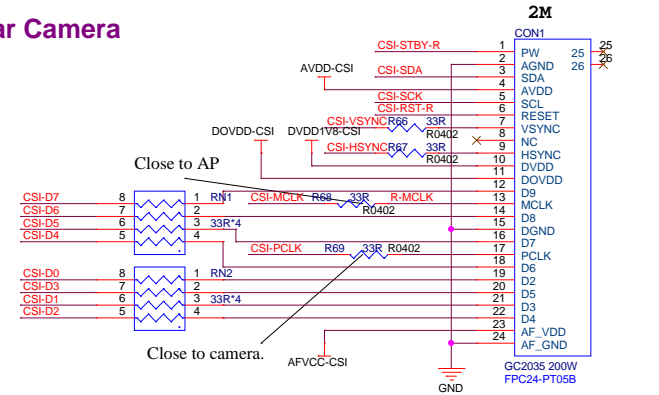 2M
ar Camera
CON1
CSI-STBY-R 1 PW 25 25
2 AGND 26 26
AVDD-CSI CSI-SDA 3 SDA
4 AVDD
CSI-SCK 5 SCL
CSI-RST-R 6 RESET
CSI-VSYNC R66 33R R0402 7 VSYNC
DOVDD-CSI DVDD1V8-CSI 8 NC
CSI-HSYNC R67 33R R0402 9 HSYNC
10 DVDD
Close to AP 11 DOVDD
12 D9
CSI-D7 8 1 RN1 CSI-MCLK R68 33R R0402 R-MCLK 13 MCLK
CSI-D6 7 2 14 D8
CSI-D5 6 3 33R*4 15 DGND
CSI-D4 5 4 16 D7
CSI-PCLK R69 33R R0402 17 PCLK
18 D6
CSI-D0 8 1 RN2 19 D2
CSI-D3 7 2 20 D5
CSI-D1 6 3 33R*4 21 D3
CSI-D2 5 4 22 D4
23 AF_VDD
24 AF_GND
Close to camera.
AFVCC-CSI
GND
GC2035 200W
FPC24-PT05B